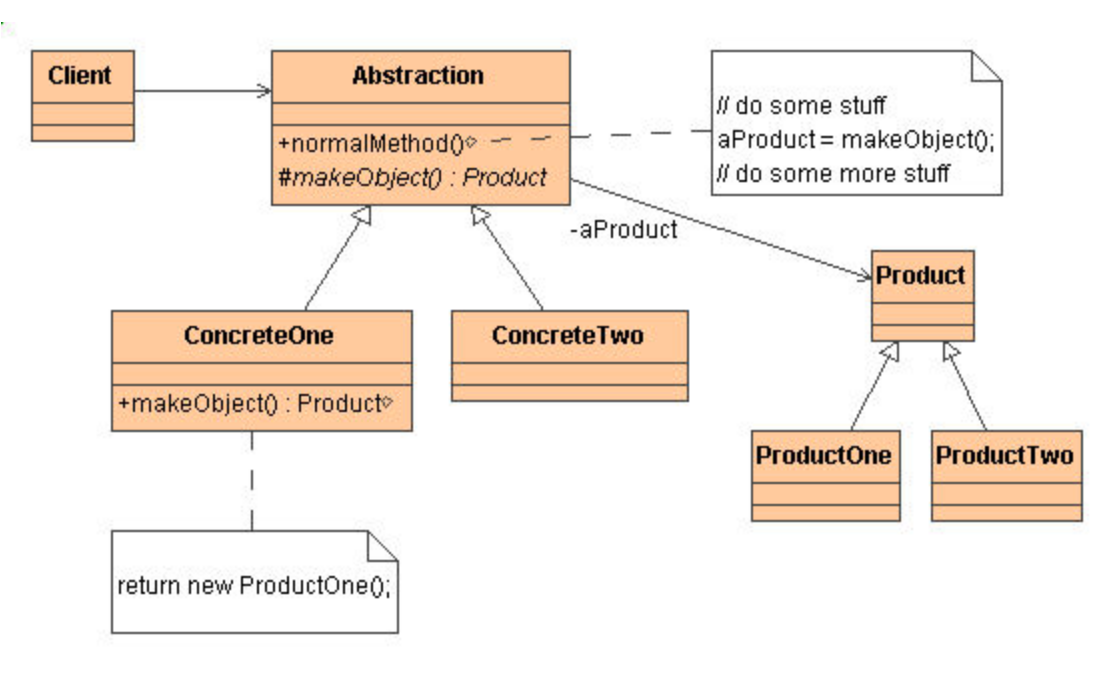 Client
Abstraction
+normalMethod()
#makeObject() : Product
// do some stuff
aProduct = makeObject();
// do some more stuff
-aProduct
Product
ConcreteOne
+makeObject() : Product
ConcreteTwo
ProductOne
ProductTwo
return new ProductOne();